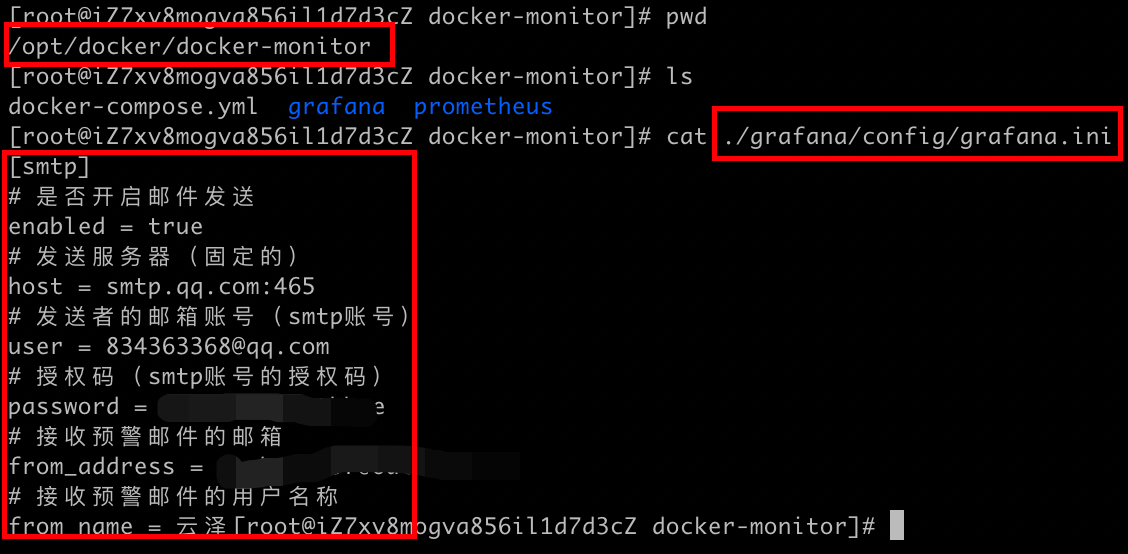 [root@iZ7xv8mogva856il1d7d3cZ docker-monitor]# pwd
/opt/docker/docker-monitor
[root@iZ7xv8mogva856il1d7d3cZ docker-monitor]# ls
docker-compose.yml grafana prometheus
[root@iZ7xv8mogva856il1d7d3cZ docker-monitor]# cat ./grafana/config/grafana.ini
[smtp]
# 是否开启邮件发送
enabled = true
# 发送服务器（固定的）
host = smtp.qq.com:465
# 发送者的邮箱账号（smtp账号）
user = 834363368@qq.com
# 授权码（smtp账号的授权码）
password =
# 接收预警邮件的邮箱
from_address =
# 接收预警邮件的用户名称
from_name = 云泽[root@iZ7xv8mogva856il1d7d3cZ docker-monitor]#